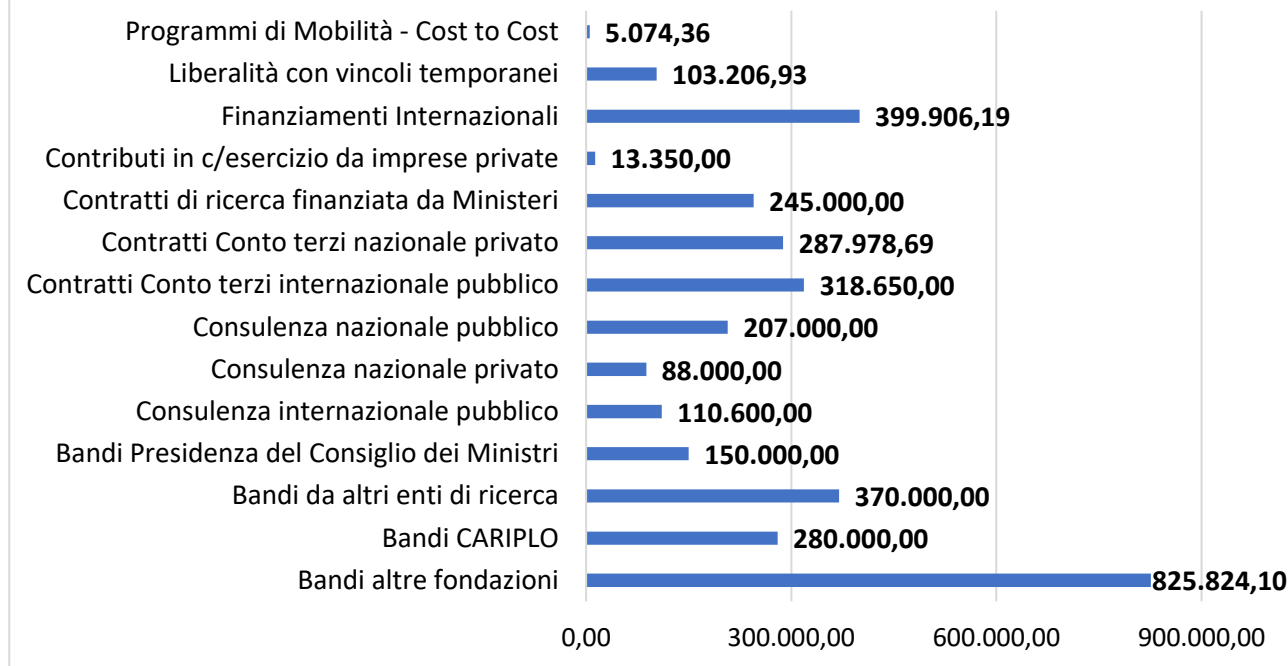 Programmi di Mobilità - Cost to Cost 5.074,36
Liberalità con vincoli temporanei 103.206,93
Finanziamenti Internazionali 399.906,19
Contributi in c/esercizio da imprese private 13.350,00
Contratti di ricerca finanziata da Ministeri 245.000,00
Contratti Conto terzi nazionale privato 287.978,69
Contratti Conto terzi internazionale pubblico 318.650,00
Consulenza nazionale pubblico 207.000,00
Consulenza nazionale privato 88.000,00
Consulenza internazionale pubblico 110.600,00
Bandi Presidenza del Consiglio dei Ministri 150.000,00
Bandi da altri enti di ricerca 370.000,00
Bandi CARIPLO 280.000,00
Bandi altre fondazioni 825.824,10
0,00 300.000,00 600.000,00 900.000,00